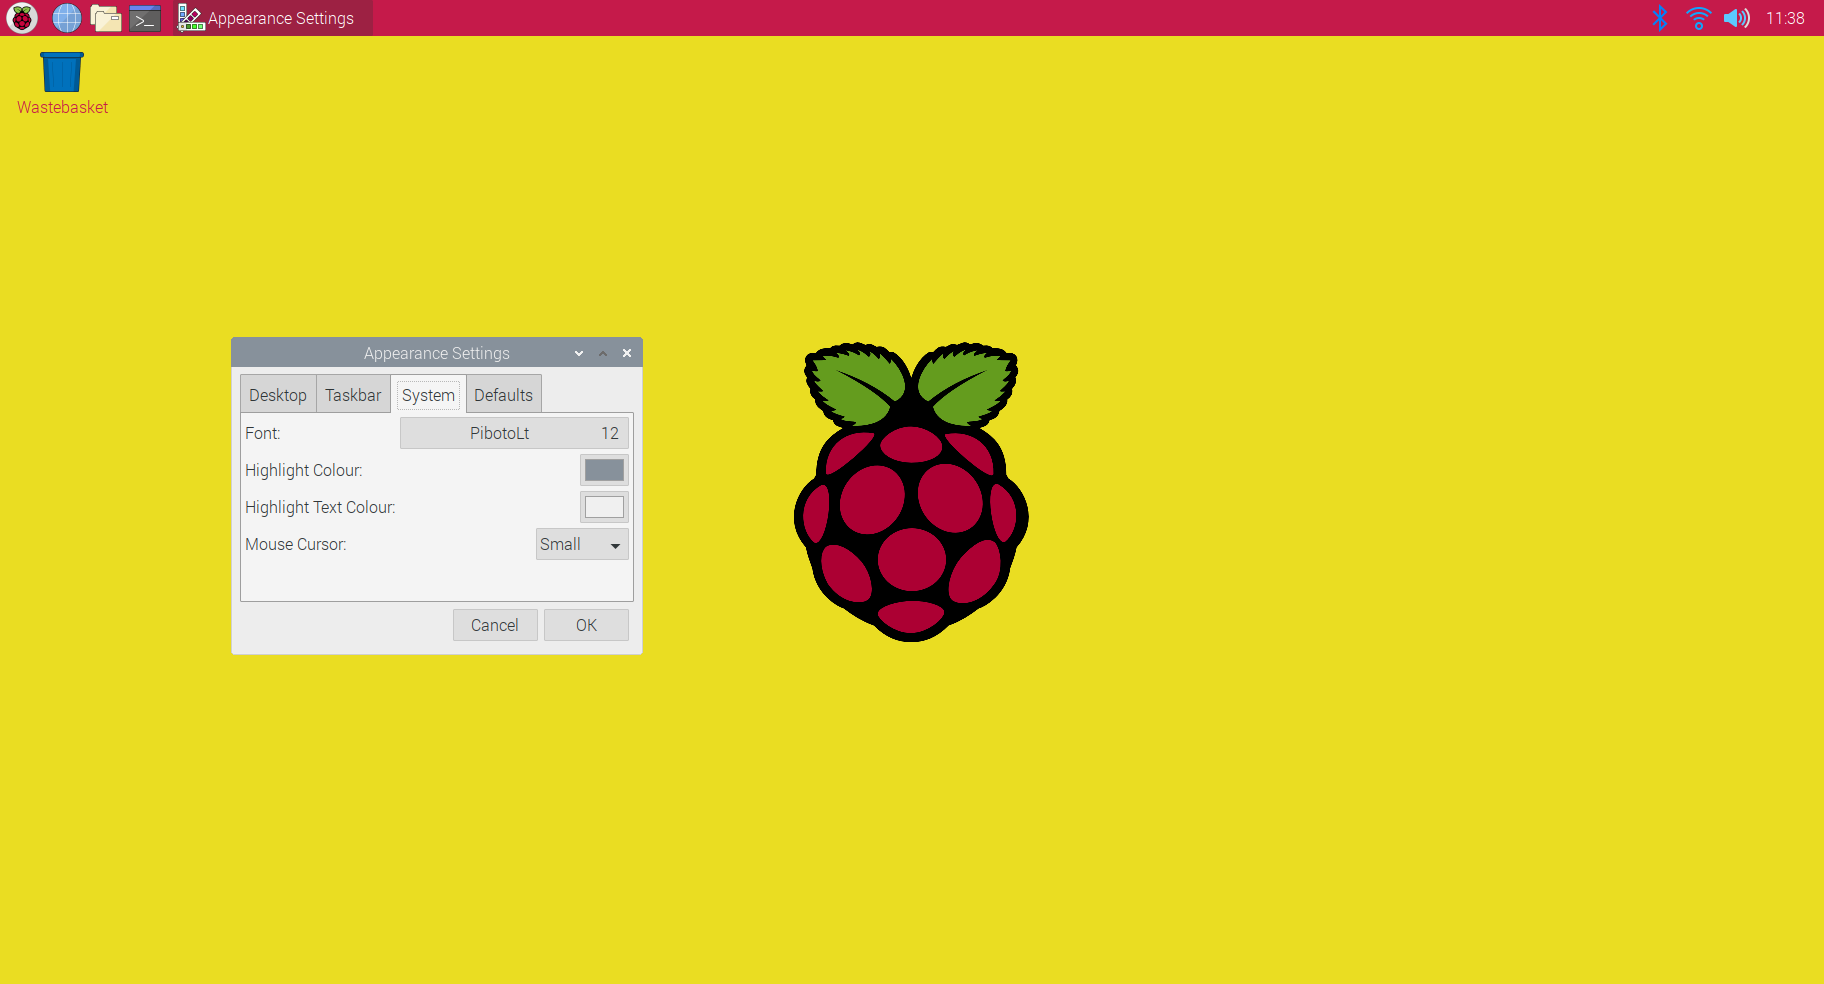 Appearance Settings
11:38
Wastebasket
Appearance Settings
Desktop Taskbar System Defaults
Font: PibotoLt 12
Highlight Colour:
Highlight Text Colour:
Mouse Cursor: Small
Cancel OK